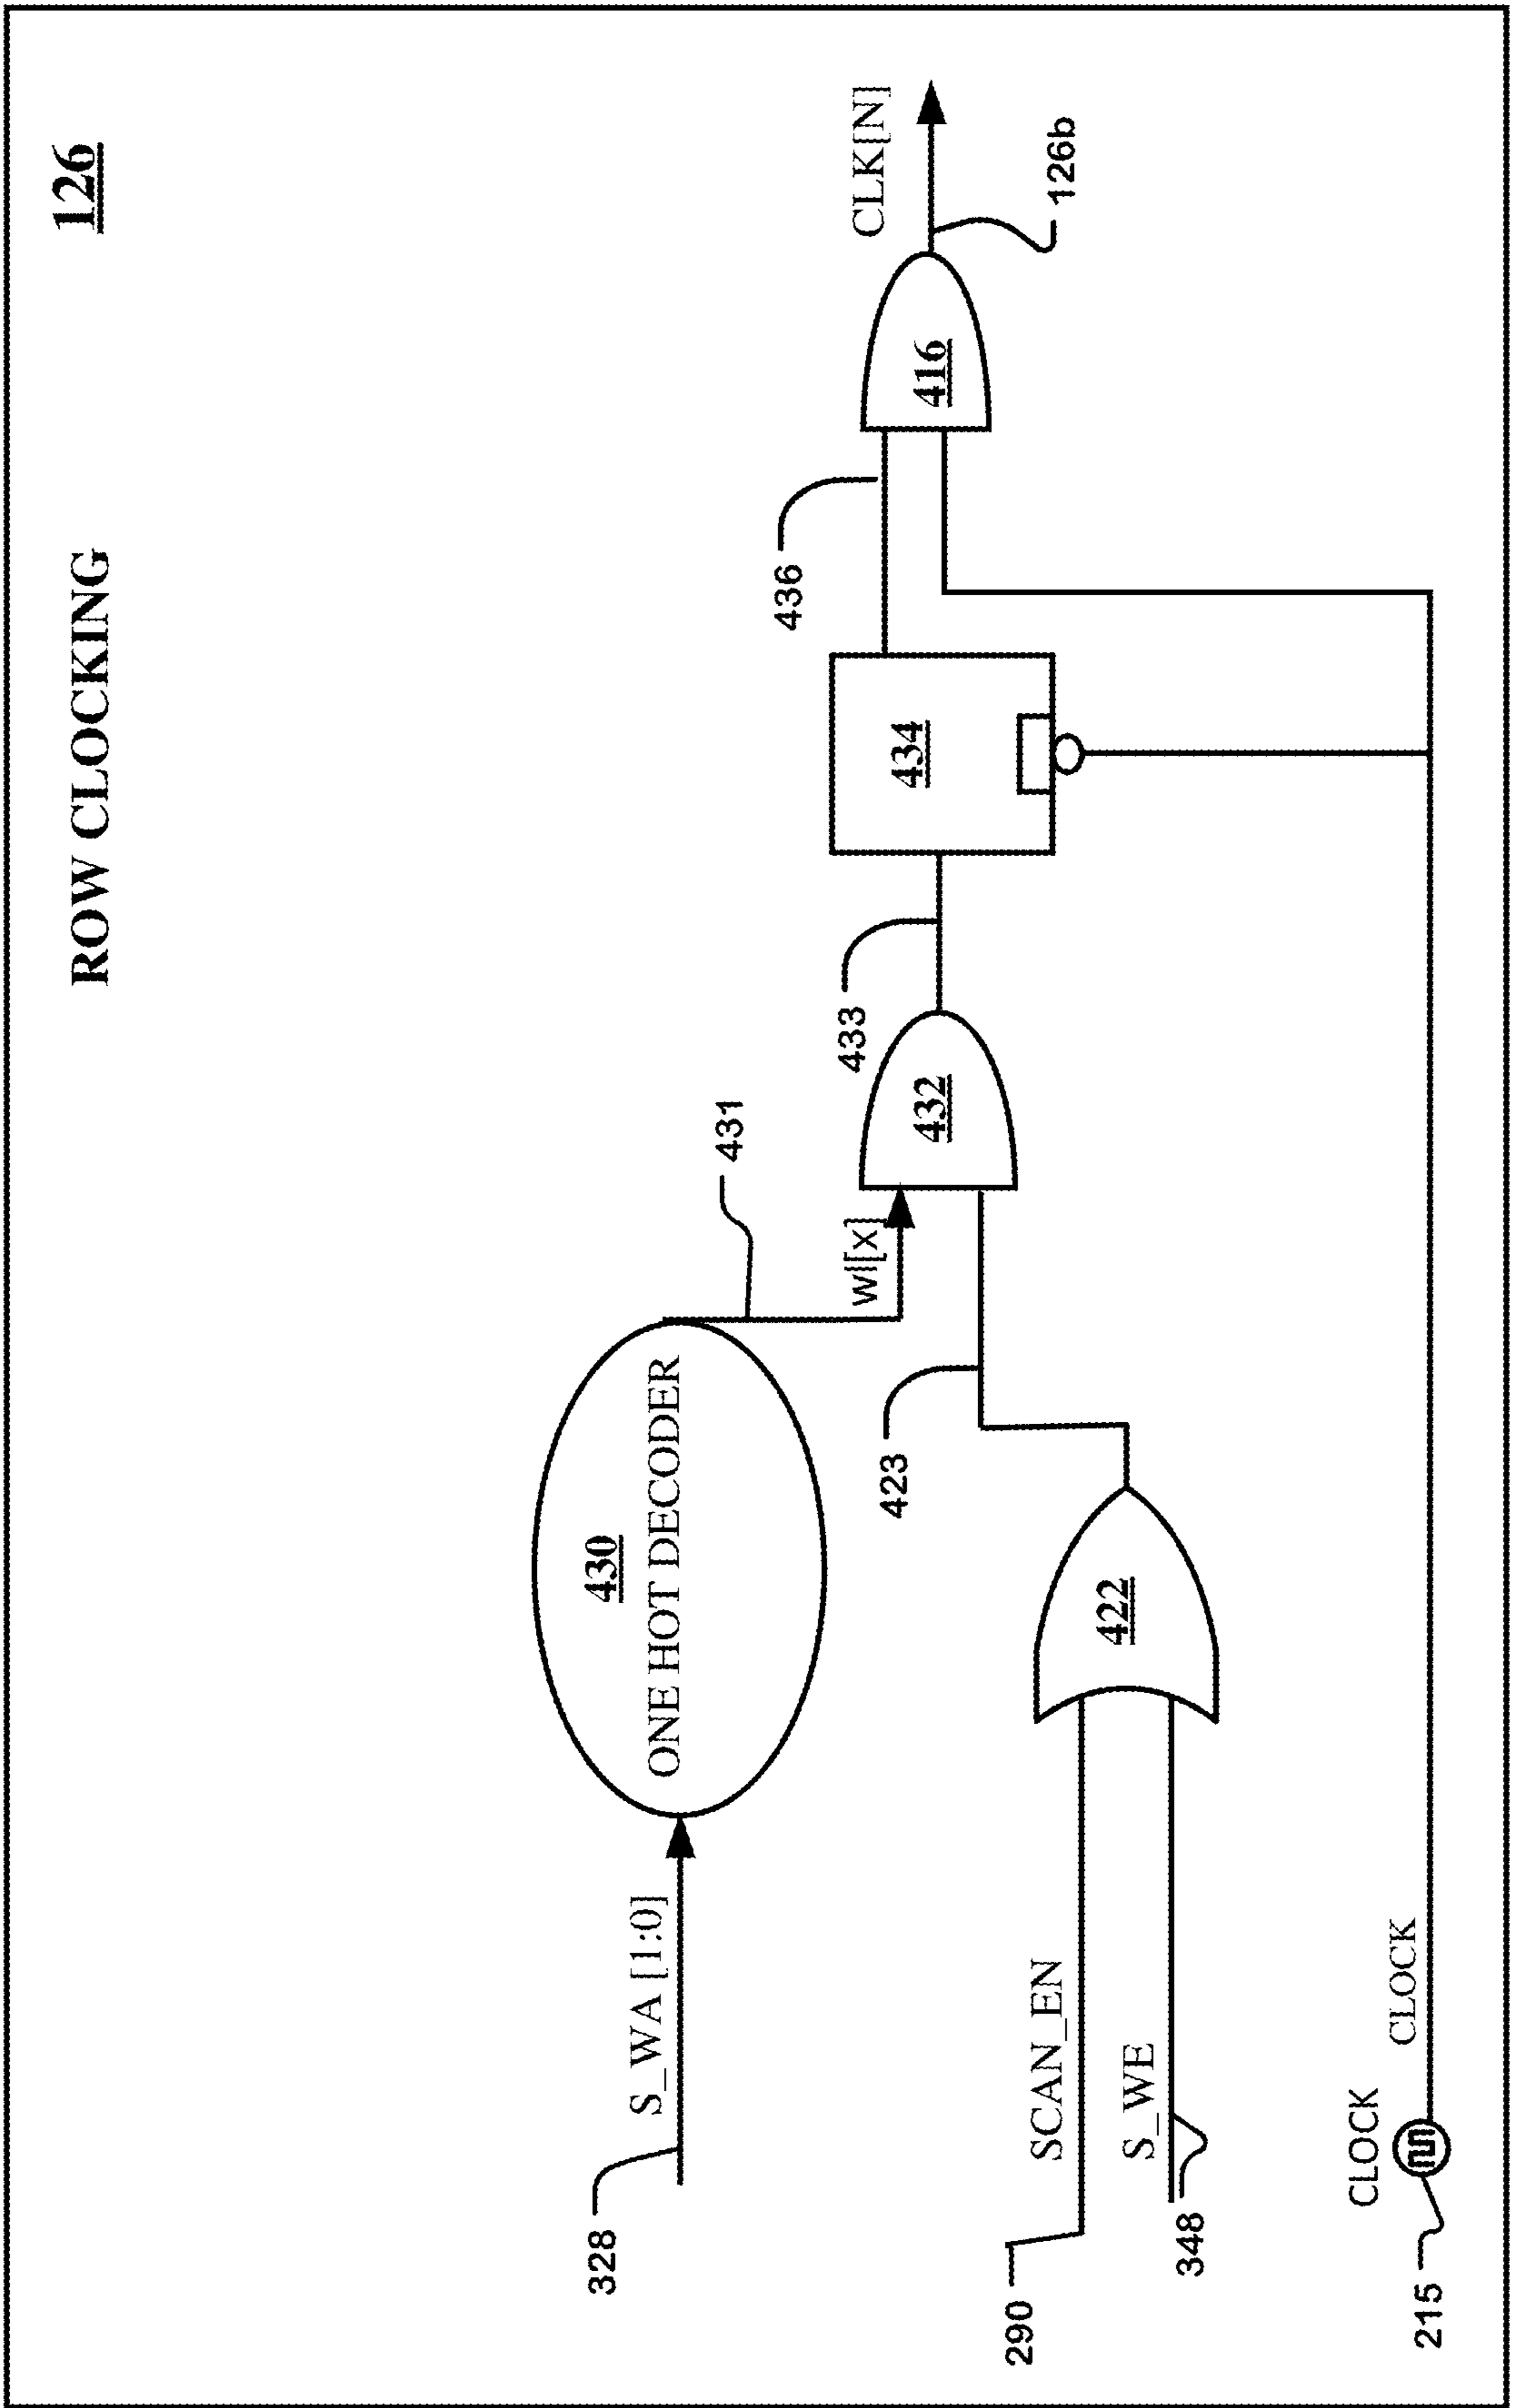 ROW CLOCKING
126
430
ONE HOT DECODER
328
S_WA [1:0]
431
wl[x]
432
433
434
436
416
CLK[N]
126b
423
422
290
SCAN_EN
S_WE
348
CLOCK
CLOCK
215